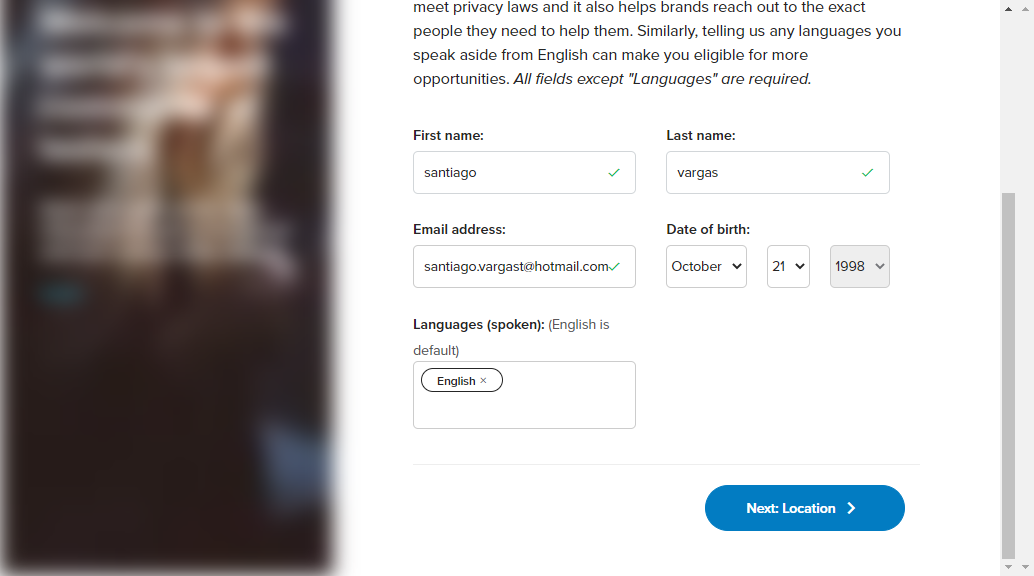 meet privacy laws and it also helps brands reach out to the exact
people they need to help them. Similarly, telling us any languages you
speak aside from English can make you eligible for more
opportunities. All fields except "Languages" are required.
First name:
Last name:
santiago
vargas
Email address:
Date of birth:
santiago.vargast@hotmail.com
October
21
1998
Languages (spoken): (English is
default)
English ×
Next: Location